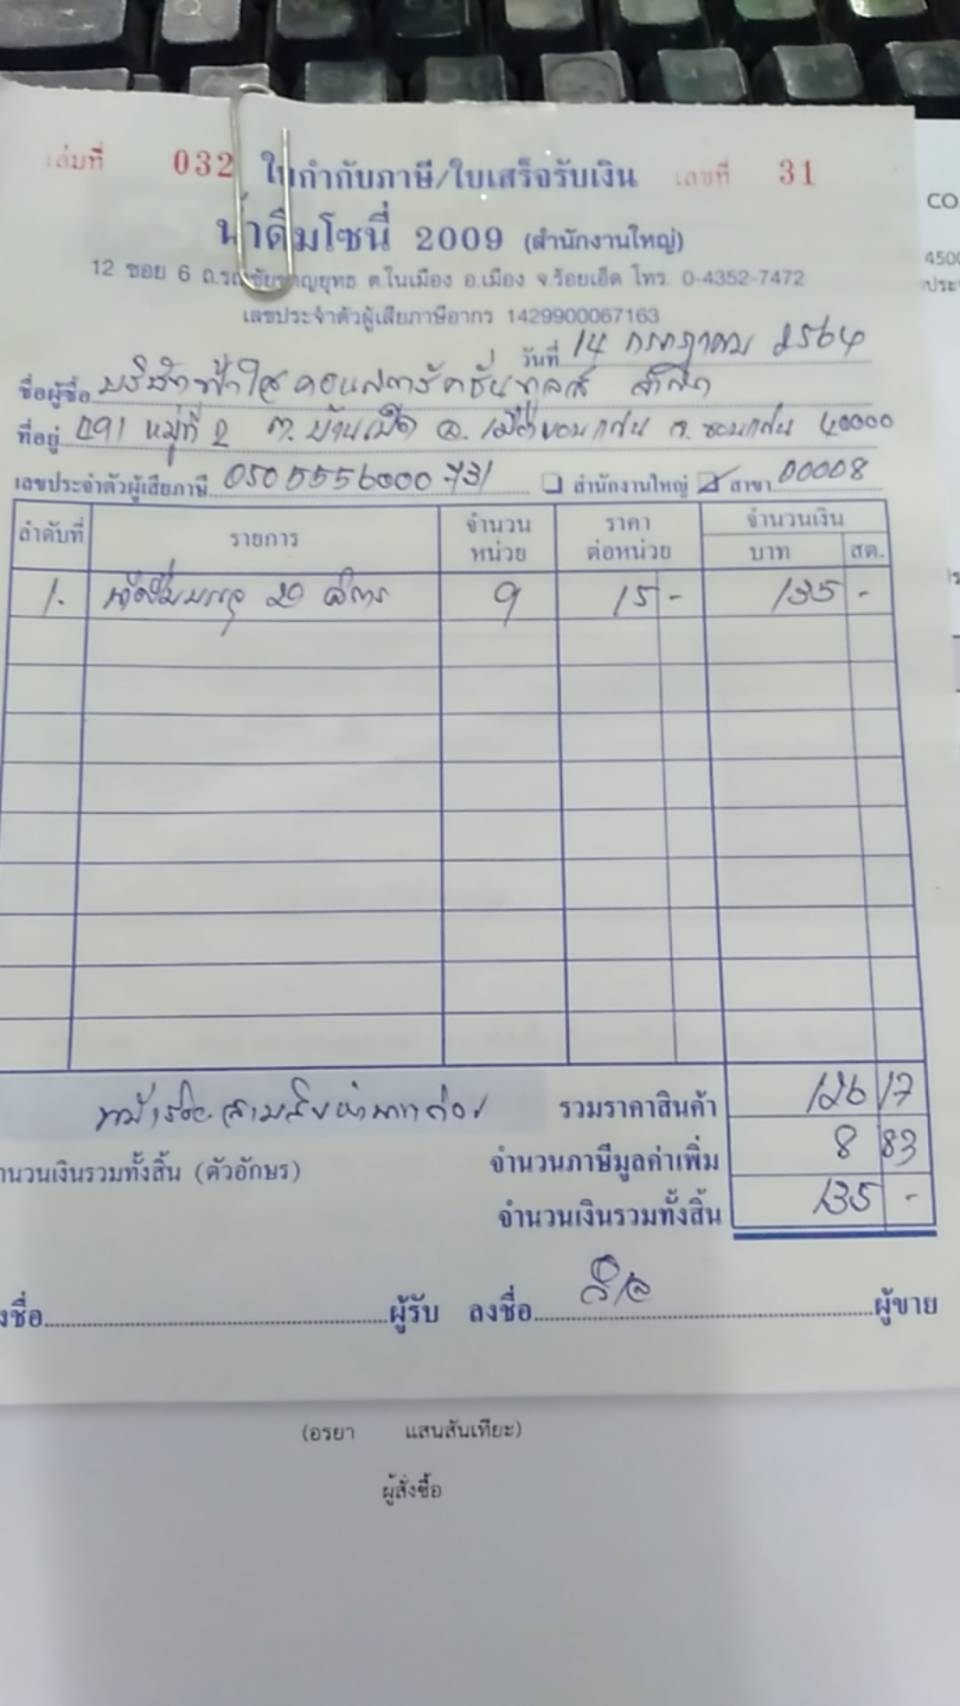 เล่มที่ 032 ใบกำกับภาษี/ใบเสร็จรับเงิน เลขที่ 31
น้ำดื่มโซนี่ 2009 (สำนักงานใหญ่)
12 ซอย 6 ถ.รณชัยชาญยุทธ ต.ในเมือง อ.เมือง จ.ร้อยเอ็ด โทร. 0-4352-7472
เลขประจำตัวผู้เสียภาษีอากร 1429900067163
วันที่ 14 กรกฎาคม 2564
ชื่อผู้ซื้อ บริษัท ฟ้าใส คอนสตรัคชั่น ทูลส์ จำกัด
ที่อยู่ 491 หมู่ที่ 2 ต. บ้านเป็ด อ. เมืองขอนแก่น จ. ขอนแก่น 40000
เลขประจำตัวผู้เสียภาษี 0505556000731 สำนักงานใหญ่ สาขา 00008
ลำดับที่ รายการ จำนวนหน่วย ราคาต่อหน่วย จำนวนเงิน บาท สต.
1. น้ำดื่มบรรจุ 20 ลิตร 9 15 - 135 -
หนึ่งร้อยสามสิบห้าบาทถ้วน รวมราคาสินค้า 126 17
จำนวนภาษีมูลค่าเพิ่ม 8 83
จำนวนเงินรวมทั้งสิ้น (ตัวอักษร)
จำนวนเงินรวมทั้งสิ้น 135 -
ลงชื่อ ผู้รับ ลงชื่อ ผู้ขาย
(อรยา แสนสันเทียะ)
ผู้สั่งซื้อ
CO
4500